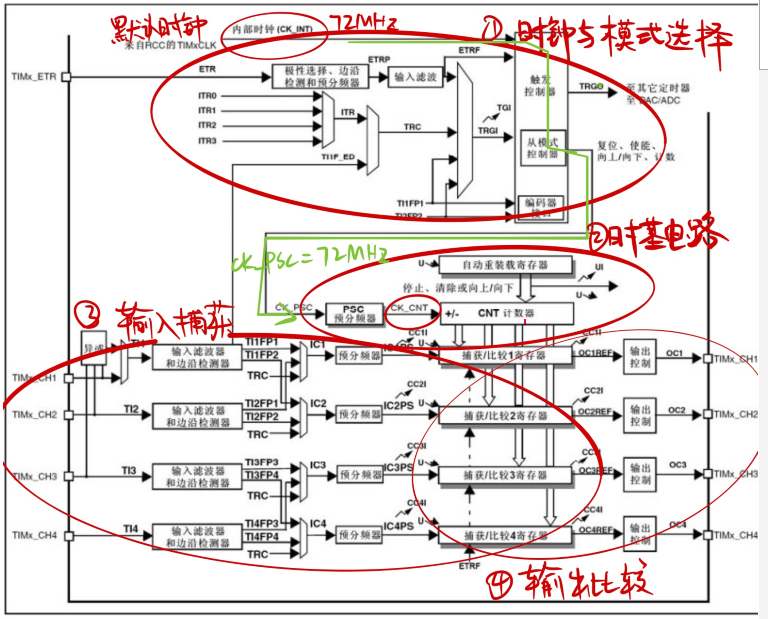 默认时钟
内部时钟(CK_INT)
72MHz
① 时钟与模式选择
来自RCC的TIMxCLK
TIMx_ETR
ETR
极性选择、边沿
检测和预分频器
ETRP
输入滤波
ETRF
触发
控制器
TRGO
至其它定时器
至 DAC/ADC
ITR0
ITR1
ITR2
ITR3
ITR
TRC
TI1F_ED
TGI
TRGI
从模式
控制器
复位、使能、
向上/向下、计数
TI1FP1
TI2FP2
编码器
接口
② 时基电路
CK_PSC=72MHz
U
自动重装载寄存器
UI
U
停止、清除或向上/向下
CK_PSC
PSC
预分频器
CK_CNT
+/-
CNT 计数器
③ 输入捕获
异或
TI1
TIMx_CH1
输入滤波器
和边沿检测器
TI1FP1
TI1FP2
TRC
IC1
预分频器
IC1PS
CC1I
U
捕获/比较1寄存器
CC1I
OC1REF
输出
控制
OC1
TIMx_CH1
TIMx_CH2
TI2
输入滤波器
和边沿检测器
TI2FP1
TI2FP2
TRC
IC2
预分频器
IC2PS
CC2I
U
捕获/比较2寄存器
CC2I
OC2REF
输出
控制
OC2
TIMx_CH2
TIMx_CH3
TI3
输入滤波器
和边沿检测器
TI3FP3
TI3FP4
TRC
IC3
预分频器
IC3PS
CC3I
U
捕获/比较3寄存器
CC3I
OC3REF
输出
控制
OC3
TIMx_CH3
TIMx_CH4
TI4
输入滤波器
和边沿检测器
TI4FP3
TI4FP4
TRC
IC4
预分频器
IC4PS
CC4I
U
捕获/比较4寄存器
CC4I
OC4REF
输出
控制
OC4
TIMx_CH4
ETRF
④ 输出比较